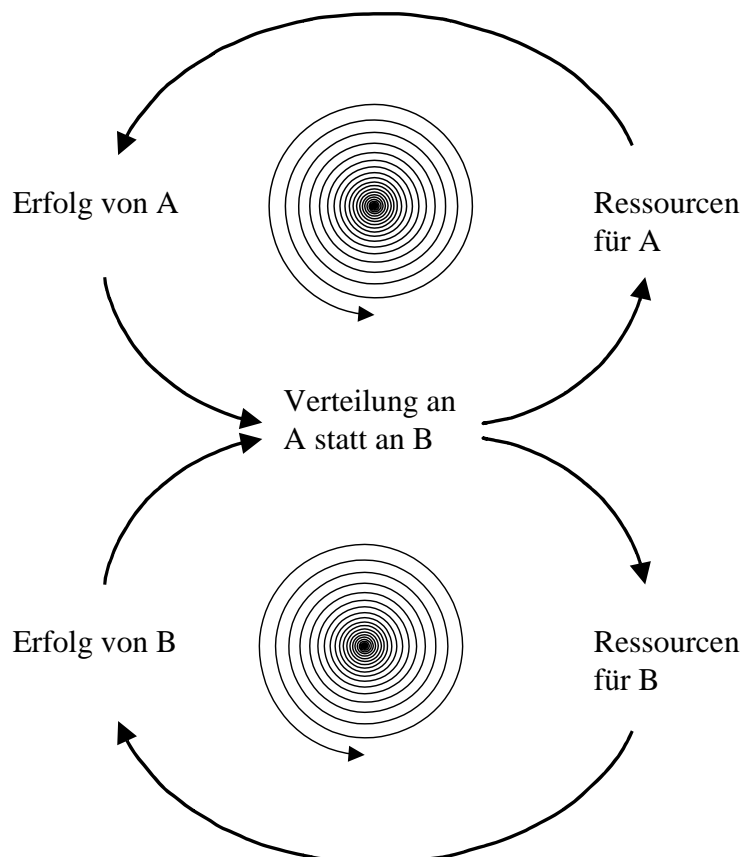 Erfolg von A
Ressourcen
für A
Verteilung an
A statt an B
Erfolg von B
Ressourcen
für B